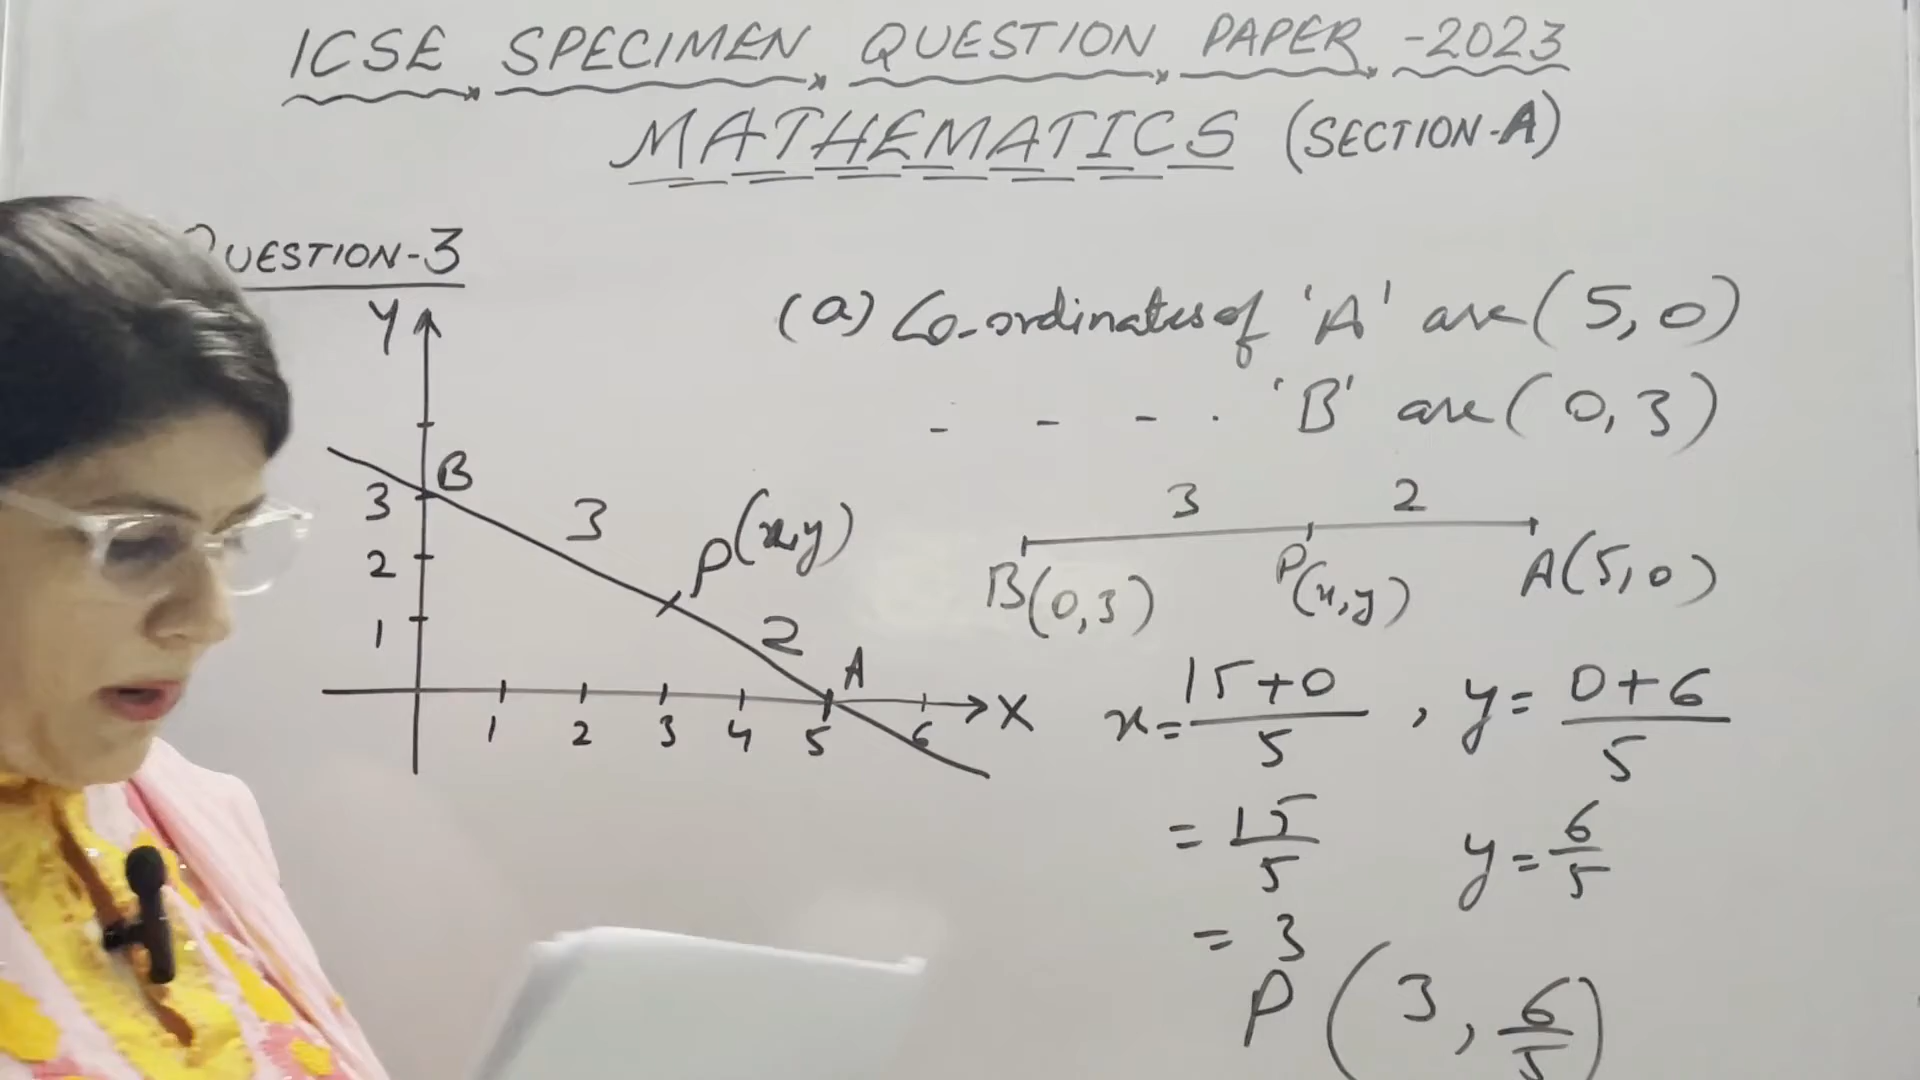 ICSE SPECIMEN QUESTION PAPER -2023
MATHEMATICS (SECTION-A)
QUESTION-3
Y
B
3
2
1
3
P(x,y)
2
A
X
1 2 3 4 5 6
(a) Co-ordinates of 'A' are (5,0)
- - - - . 'B' are (0,3)
3 2
B(0,3) P(x,y) A(5,0)
x = 15+0/5 , y = 0+6/5
= 15/5 y = 6/5
= 3
P (3, 6/5)